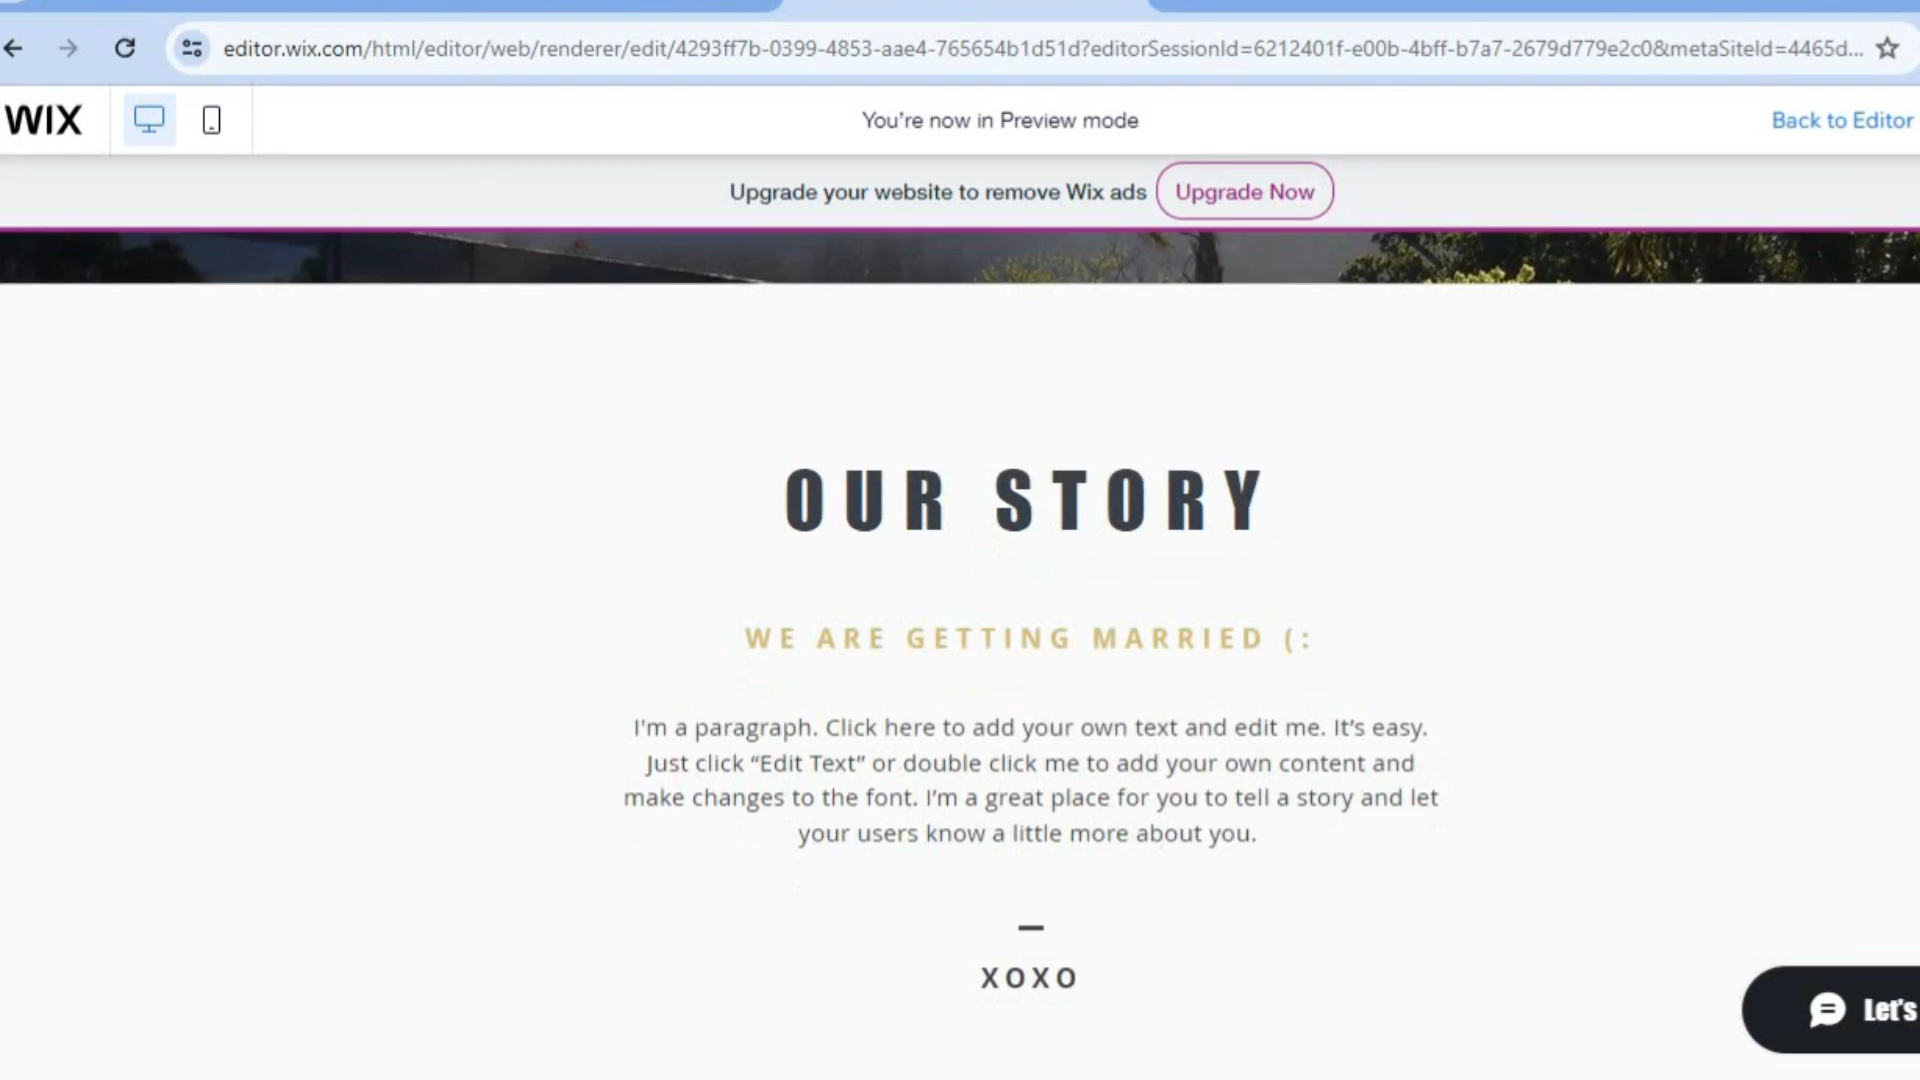 editor.wix.com/html/editor/web/renderer/edit/4293ff7b-0399-4853-aae4-765654b1d51d?editorSessionId=6212401f-e00b-4bff-b7a7-2679d779e2c0&metaSiteId=4465d...
WIX
You're now in Preview mode
Back to Editor
Upgrade your website to remove Wix ads
Upgrade Now
OUR STORY
WE ARE GETTING MARRIED (:
I'm a paragraph. Click here to add your own text and edit me. It’s easy.
Just click “Edit Text” or double click me to add your own content and
make changes to the font. I’m a great place for you to tell a story and let
your users know a little more about you.
XOXO
Let's